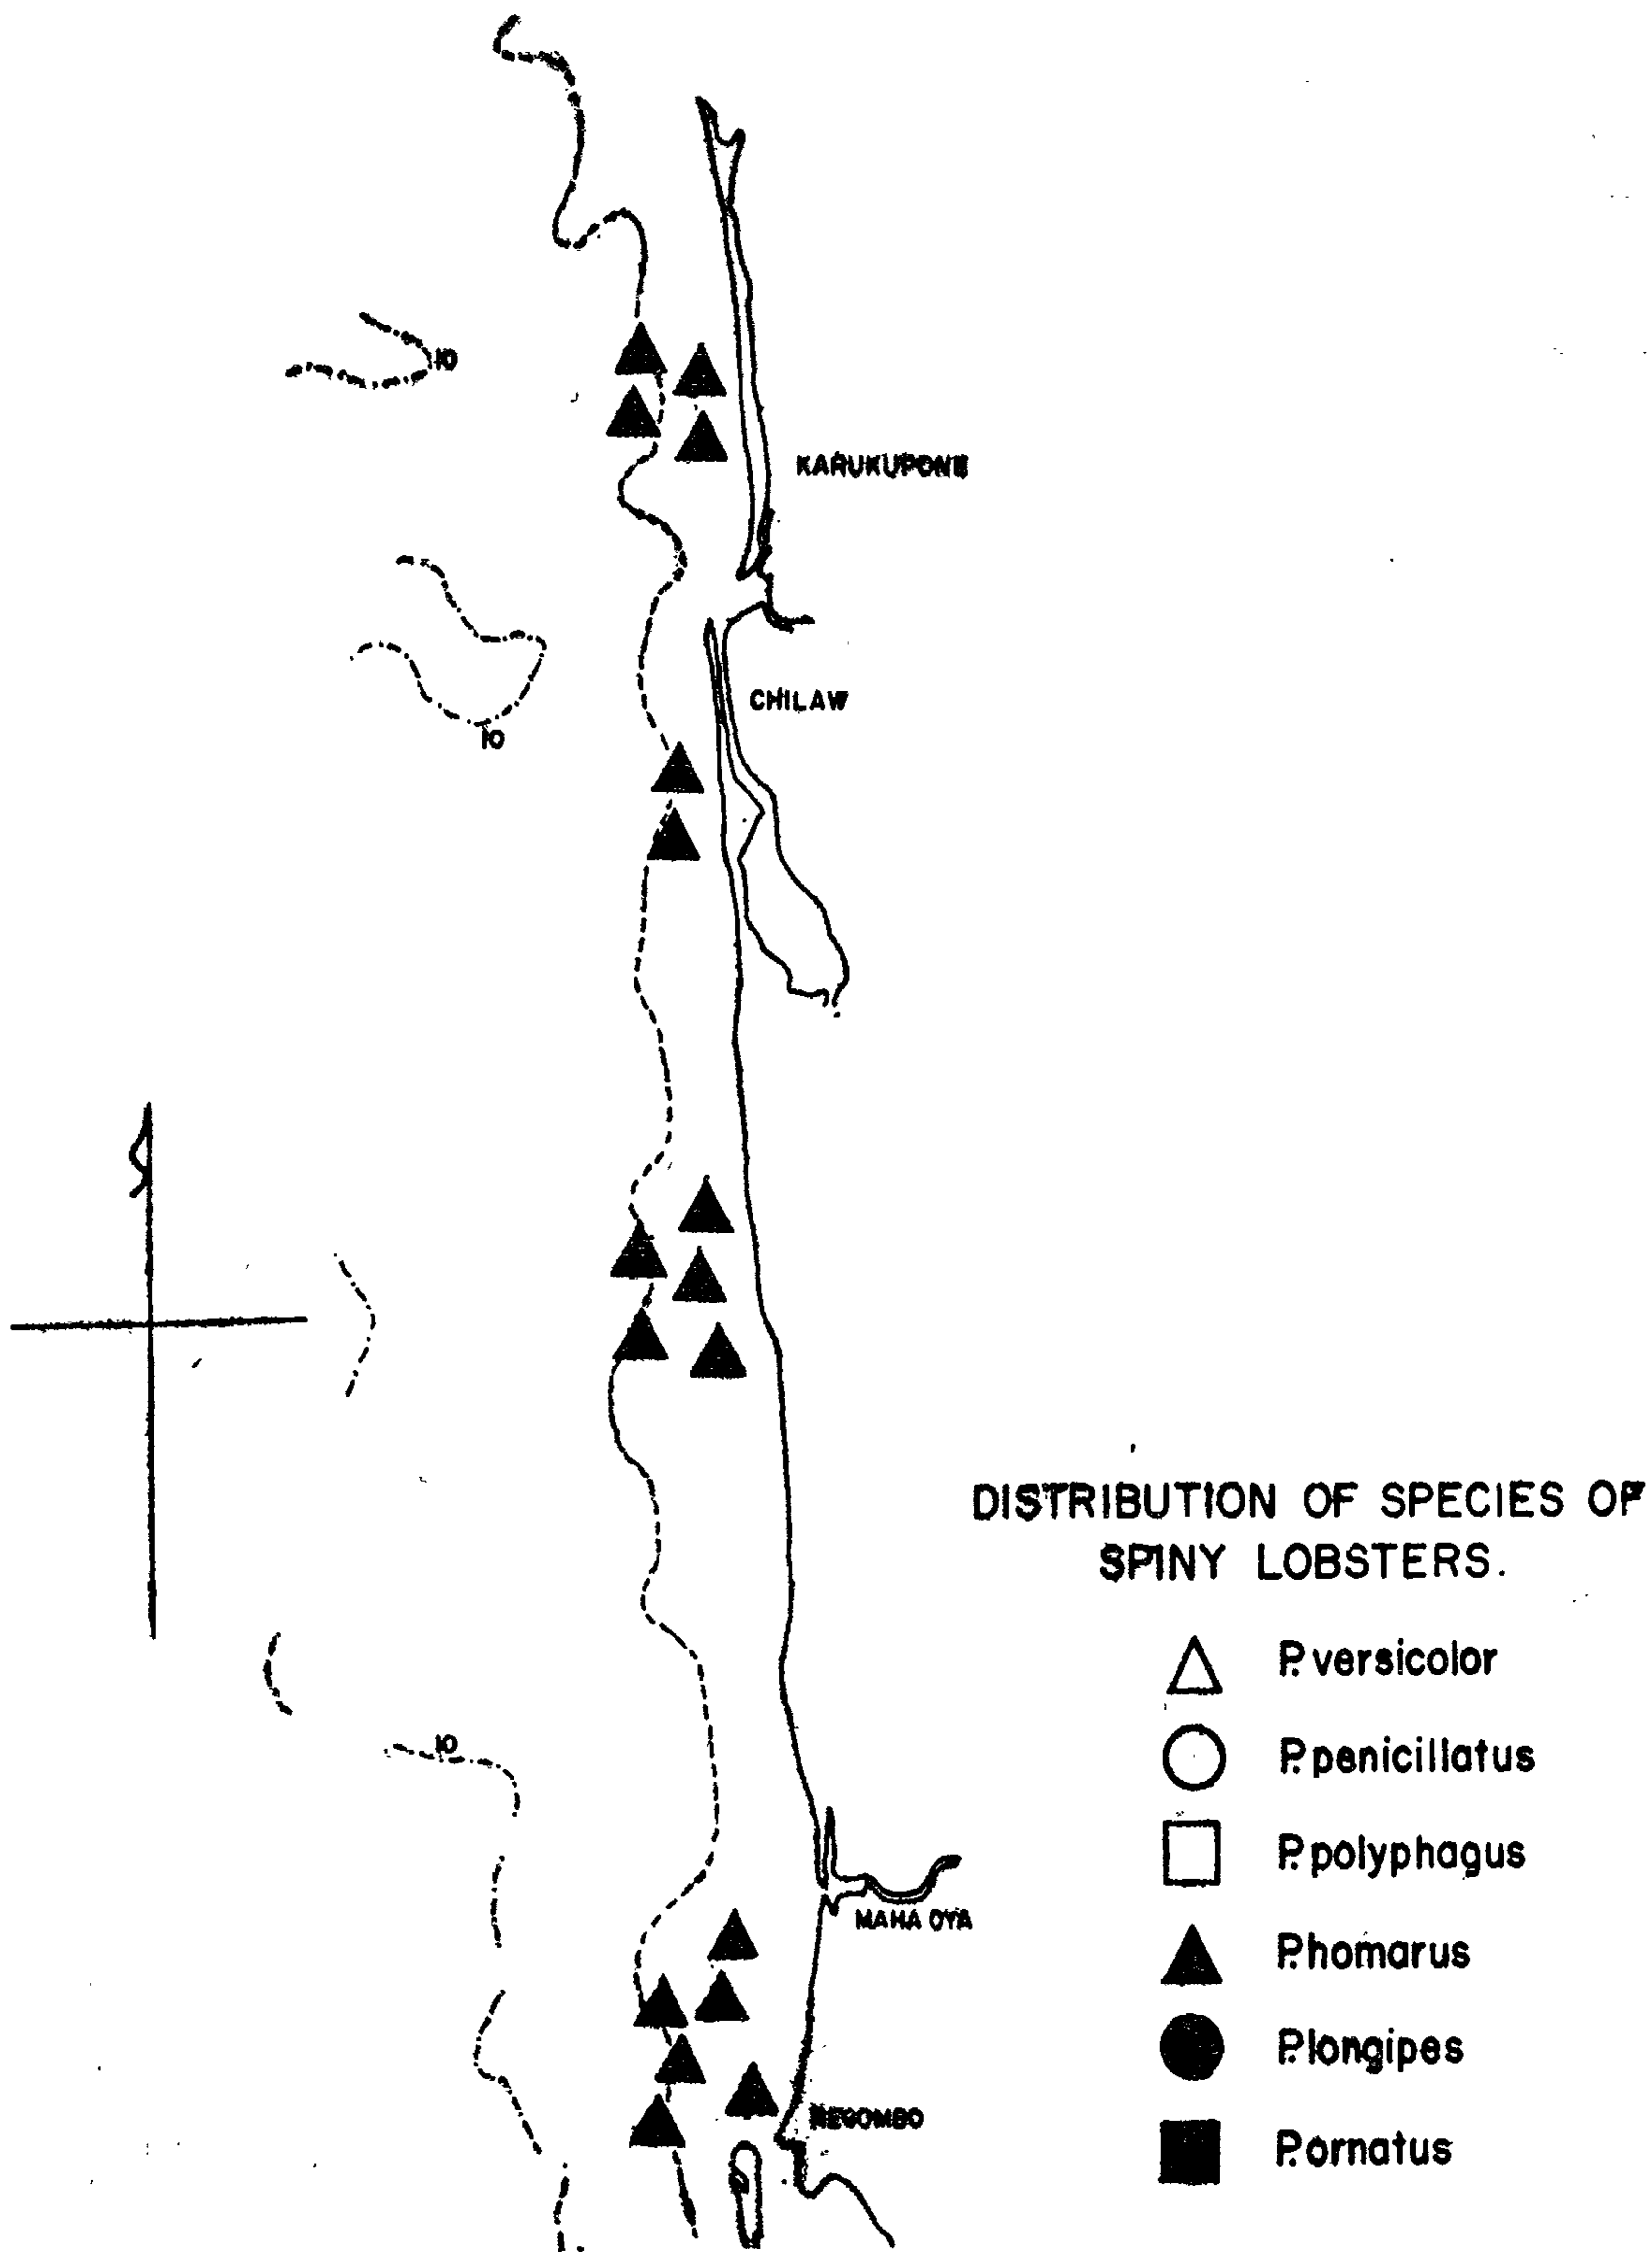 10
KARUKUPONE
CHILAW
10
DISTRIBUTION OF SPECIES OF
SPINY LOBSTERS.
P. versicolor
10
P. penicillatus
P. polyphagus
MAHA OYA
P. homarus
P. longipes
NEGOMBO
P. ornatus